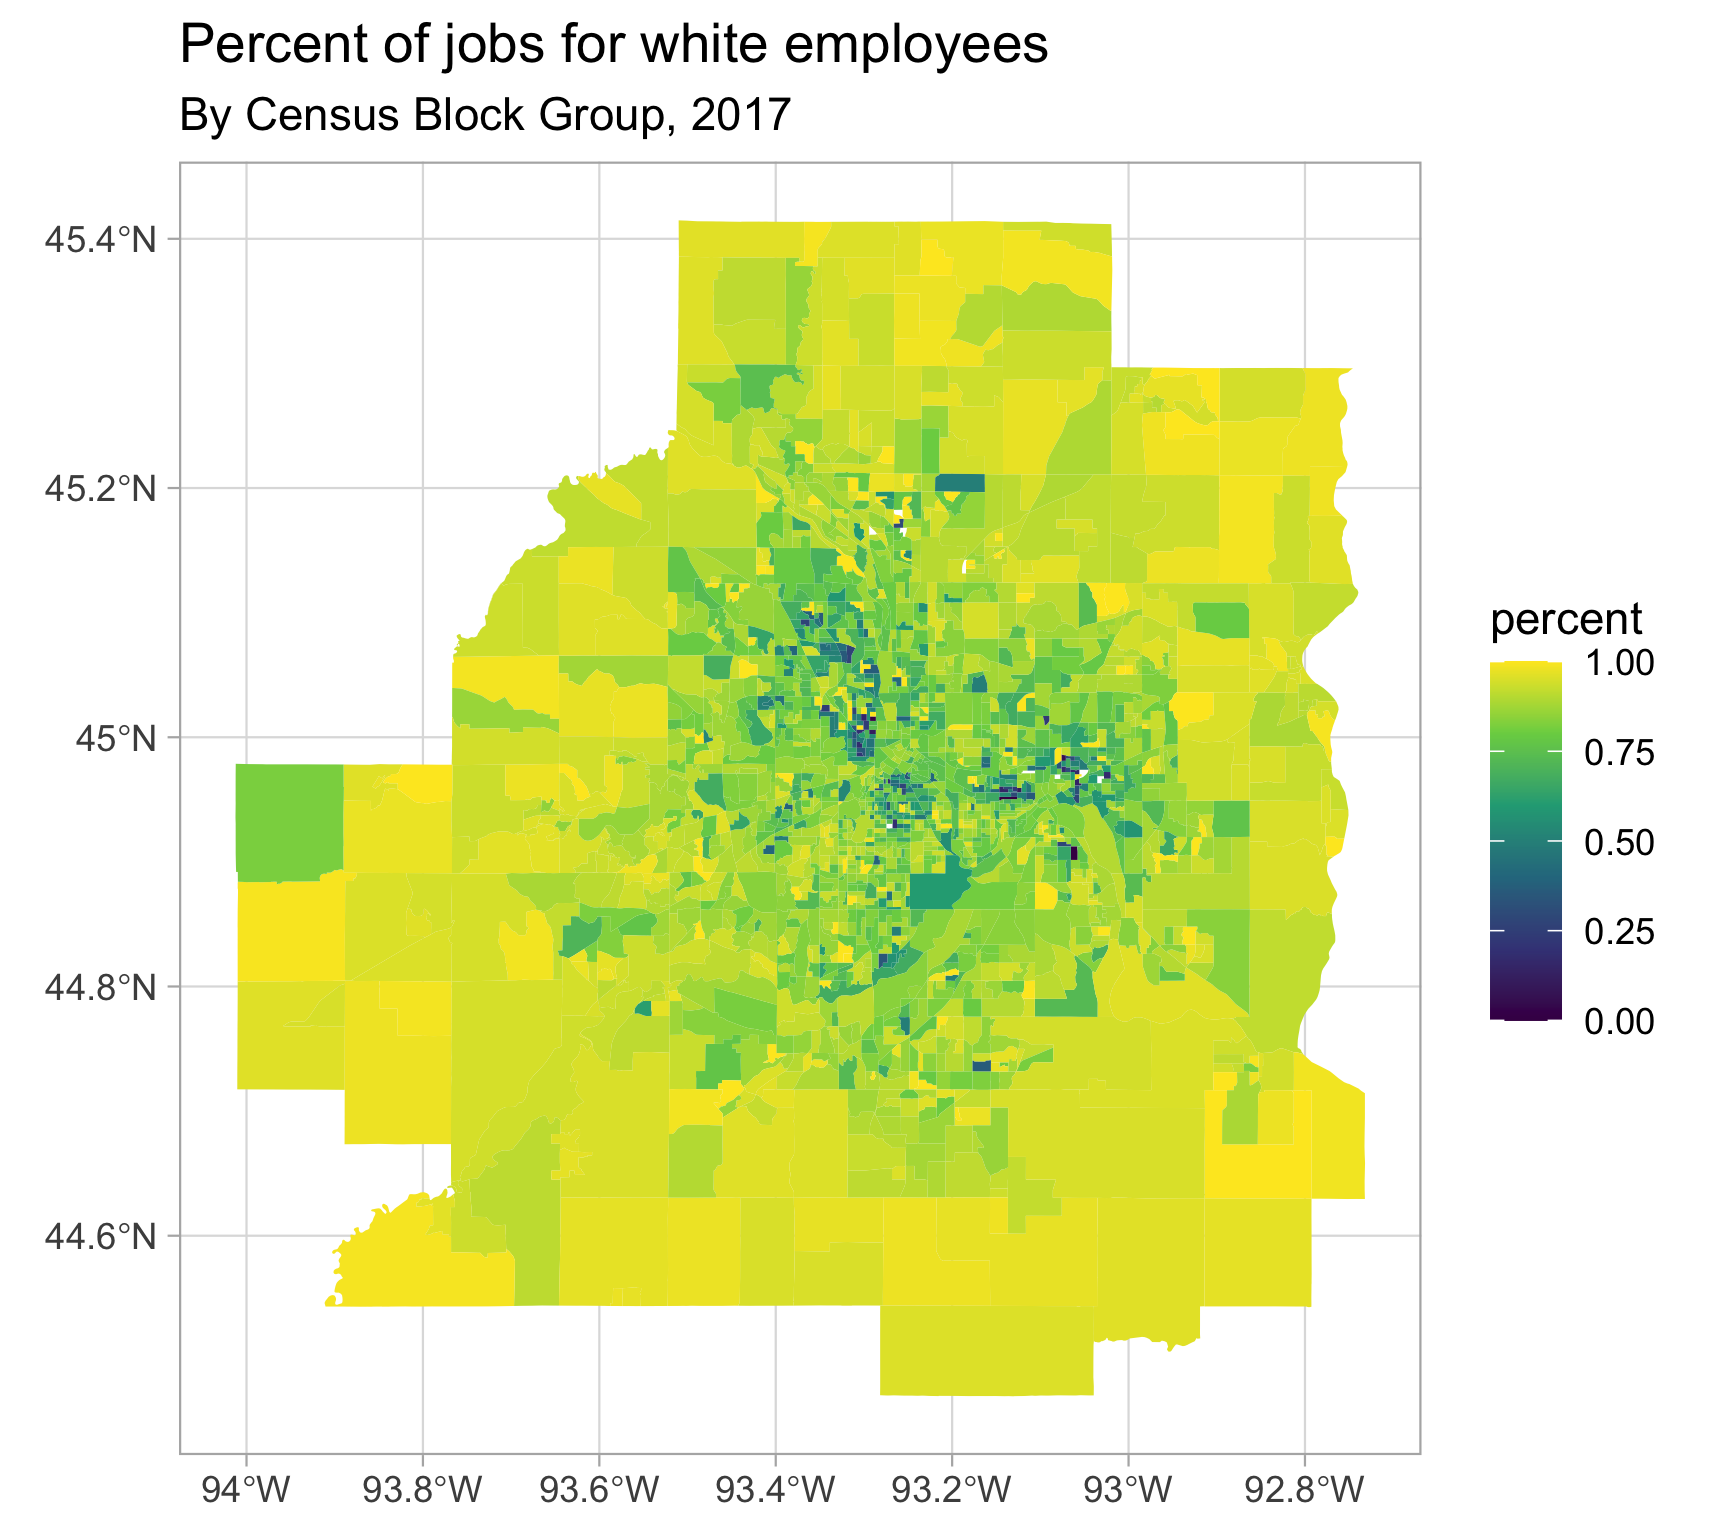 Percent of jobs for white employees
By Census Block Group, 2017
45.4°N
45.2°N
45°N
44.8°N
44.6°N
94°W 93.8°W 93.6°W 93.4°W 93.2°W 93°W 92.8°W
percent
1.00
0.75
0.50
0.25
0.00